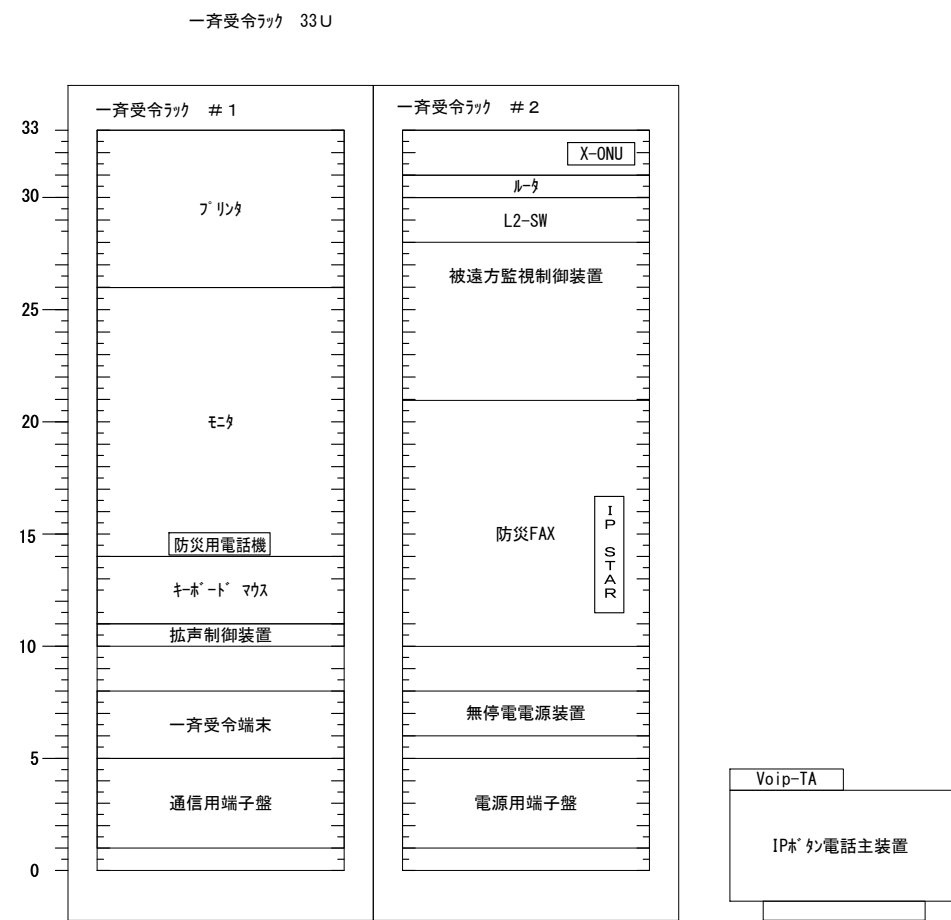 一斉受令ﾗｯｸ 33U
一斉受令ﾗｯｸ #1
一斉受令ﾗｯｸ #2
33
X-ONU
ﾙｰﾀ
30
ﾌﾟﾘﾝﾀ
L2-SW
被遠方監視制御装置
25
20
ﾓﾆﾀ
IP STAR
15
防災用電話機
防災FAX
ｷｰﾎﾞｰﾄﾞ ﾏｳｽ
拡声制御装置
10
無停電電源装置
一斉受令端末
5
Voip-TA
通信用端子盤
電源用端子盤
IPﾎﾞﾀﾝ電話主装置
0